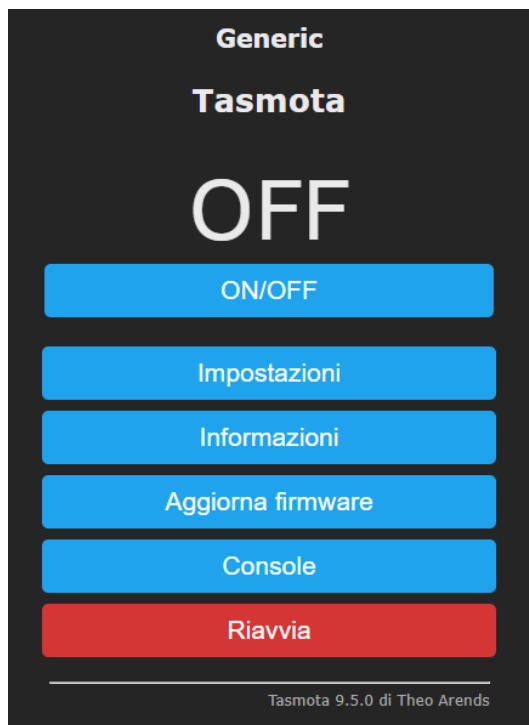 Generic
Tasmota
OFF
ON/OFF
Impostazioni
Informazioni
Aggiorna firmware
Console
Riavvia
Tasmota 9.5.0 di Theo Arends